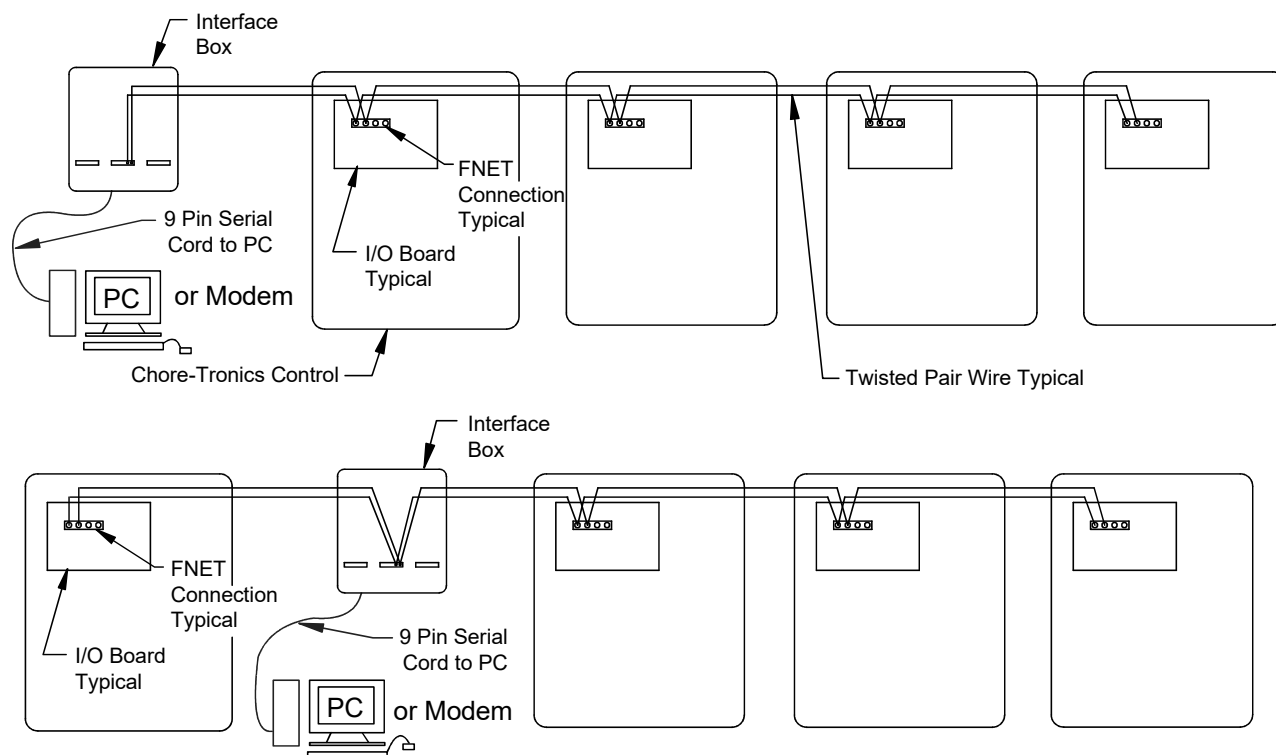 Interface
Box
FNET
Connection
Typical
9 Pin Serial
Cord to PC
I/O Board
Typical
PC
or Modem
Chore-Tronics Control
Twisted Pair Wire Typical
Interface
Box
FNET
Connection
Typical
9 Pin Serial
Cord to PC
I/O Board
Typical
PC
or Modem